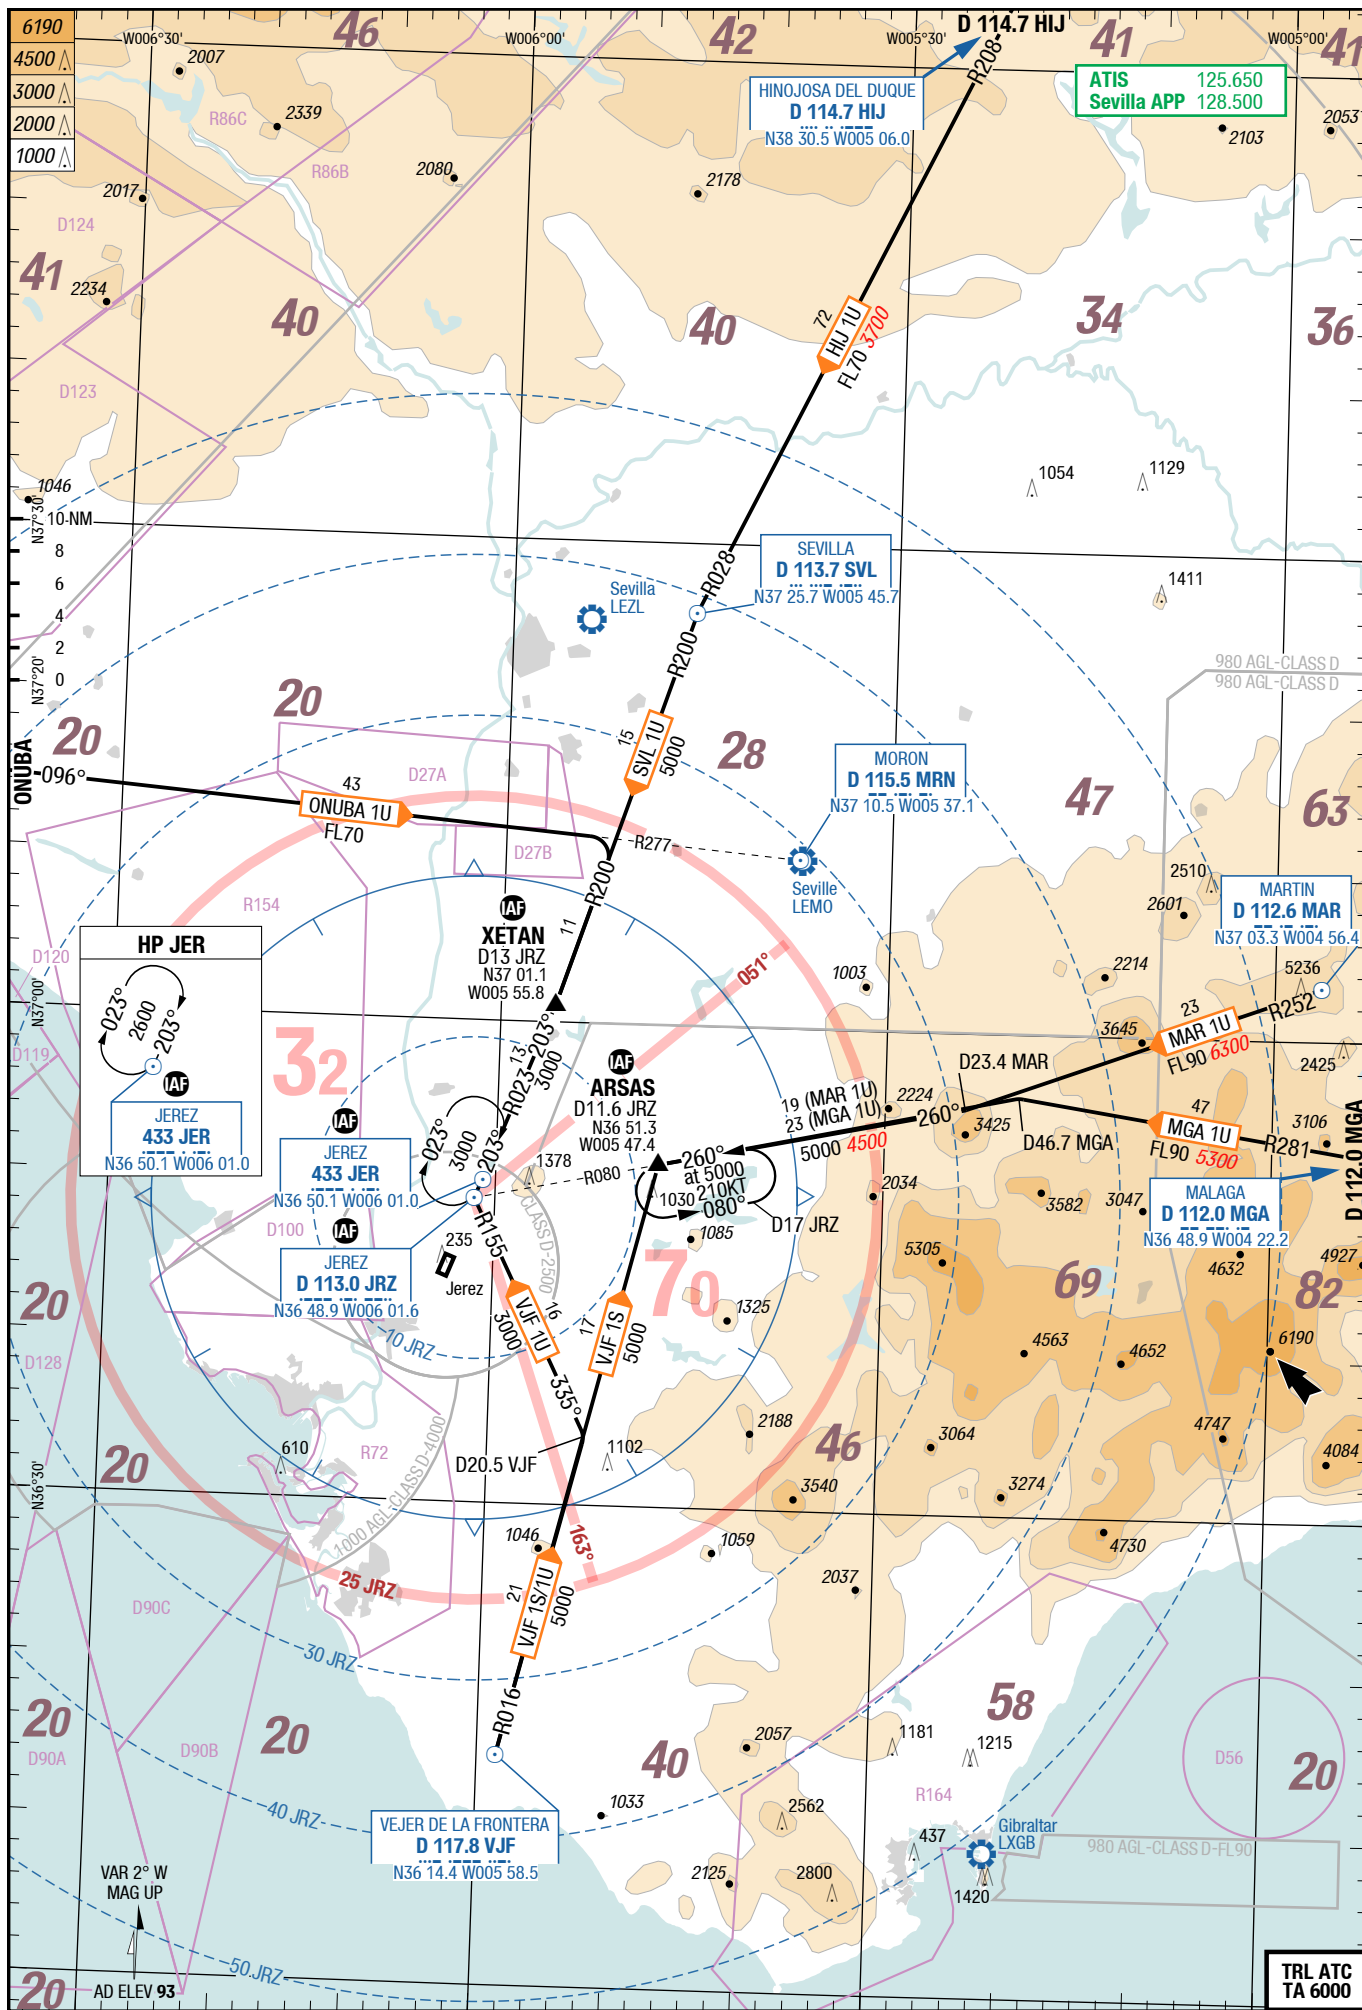 6190
4500
3000
2000
1000
W006°30'
W006°00'
W005°30'
W005°00'
46
42
41
41
D 114.7 HIJ
R208
2007
2339
R86C
R86B
2080
2017
D124
41
2234
40
D123
1046
HINOJOSA DEL DUQUE
D 114.7 HIJ
N38 30.5 W005 06.0
ATIS 125.650
Sevilla APP 128.500
2178
2103
2053
40
34
36
72
HIJ 1U
FL70 3700
1054
1129
1411
N37°30'
10 NM
8
6
4
2
0
N37°20'
R028
SEVILLA
D 113.7 SVL
N37 25.7 W005 45.7
Sevilla
LEZL
R200
980 AGL-CLASS D
980 AGL-CLASS D
15
SVL 1U
5000
20
20
28
47
63
ONUBA
096°
43
ONUBA 1U
FL70
D27A
D27B
R277
MORON
D 115.5 MRN
N37 10.5 W005 37.1
Seville
LEMO
R200
11
R154
D120
D119
N37°00'
HP JER
023°
2600
203°
IAF
JEREZ
433 JER
N36 50.1 W006 01.0
IAF
XETAN
D13 JRZ
N37 01.1
W005 55.8
051°
1003
2510
2601
2214
3645
MARTIN
D 112.6 MAR
N37 03.3 W004 56.4
5236
23
MAR 1U
FL90 6300
R252
2425
32
203°
13
3000
R023
IAF
ARSAS
D11.6 JRZ
N36 51.3
W005 47.4
D23.4 MAR
19 (MAR 1U)
23 (MGA 1U)
2224
260°
5000 4500
3425
D46.7 MGA
47
MGA 1U
FL90 5300
R281
3106
D 112.0 MGA
IAF
JEREZ
433 JER
N36 50.1 W006 01.0
023°
3000
203°
1378
R080
260°
at 5000
210KT
080°
1030
1085
D17 JRZ
2034
3582
3047
MALAGA
D 112.0 MGA
N36 48.9 W004 22.2
4632
4927
D100
IAF
JEREZ
D 113.0 JRZ
N36 48.9 W006 01.6
235
Jerez
R155
CLASS D-2500
16
VJF 1U
3000
335°
17
VJF 1S
5000
70
1325
5305
69
82
6190
4563
4652
20
D128
10 JRZ
20
610
R72
1000 AGL-CLASS D-4000
D20.5 VJF
1102
2188
46
3064
4747
4084
N36°30'
3540
3274
4730
1046
163°
1059
2037
25 JRZ
21
VJF 1S/1U
5000
D90C
30 JRZ
R016
20
D90A
D90B
20
58
2057
1181
1215
D56
20
40
R164
40 JRZ
1033
2562
VEJER DE LA FRONTERA
D 117.8 VJF
N36 14.4 W005 58.5
437
Gibraltar
LXGB
980 AGL-CLASS D-FL90
1420
2125
2800
VAR 2° W
MAG UP
50 JRZ
20
AD ELEV 93
TRL ATC
TA 6000